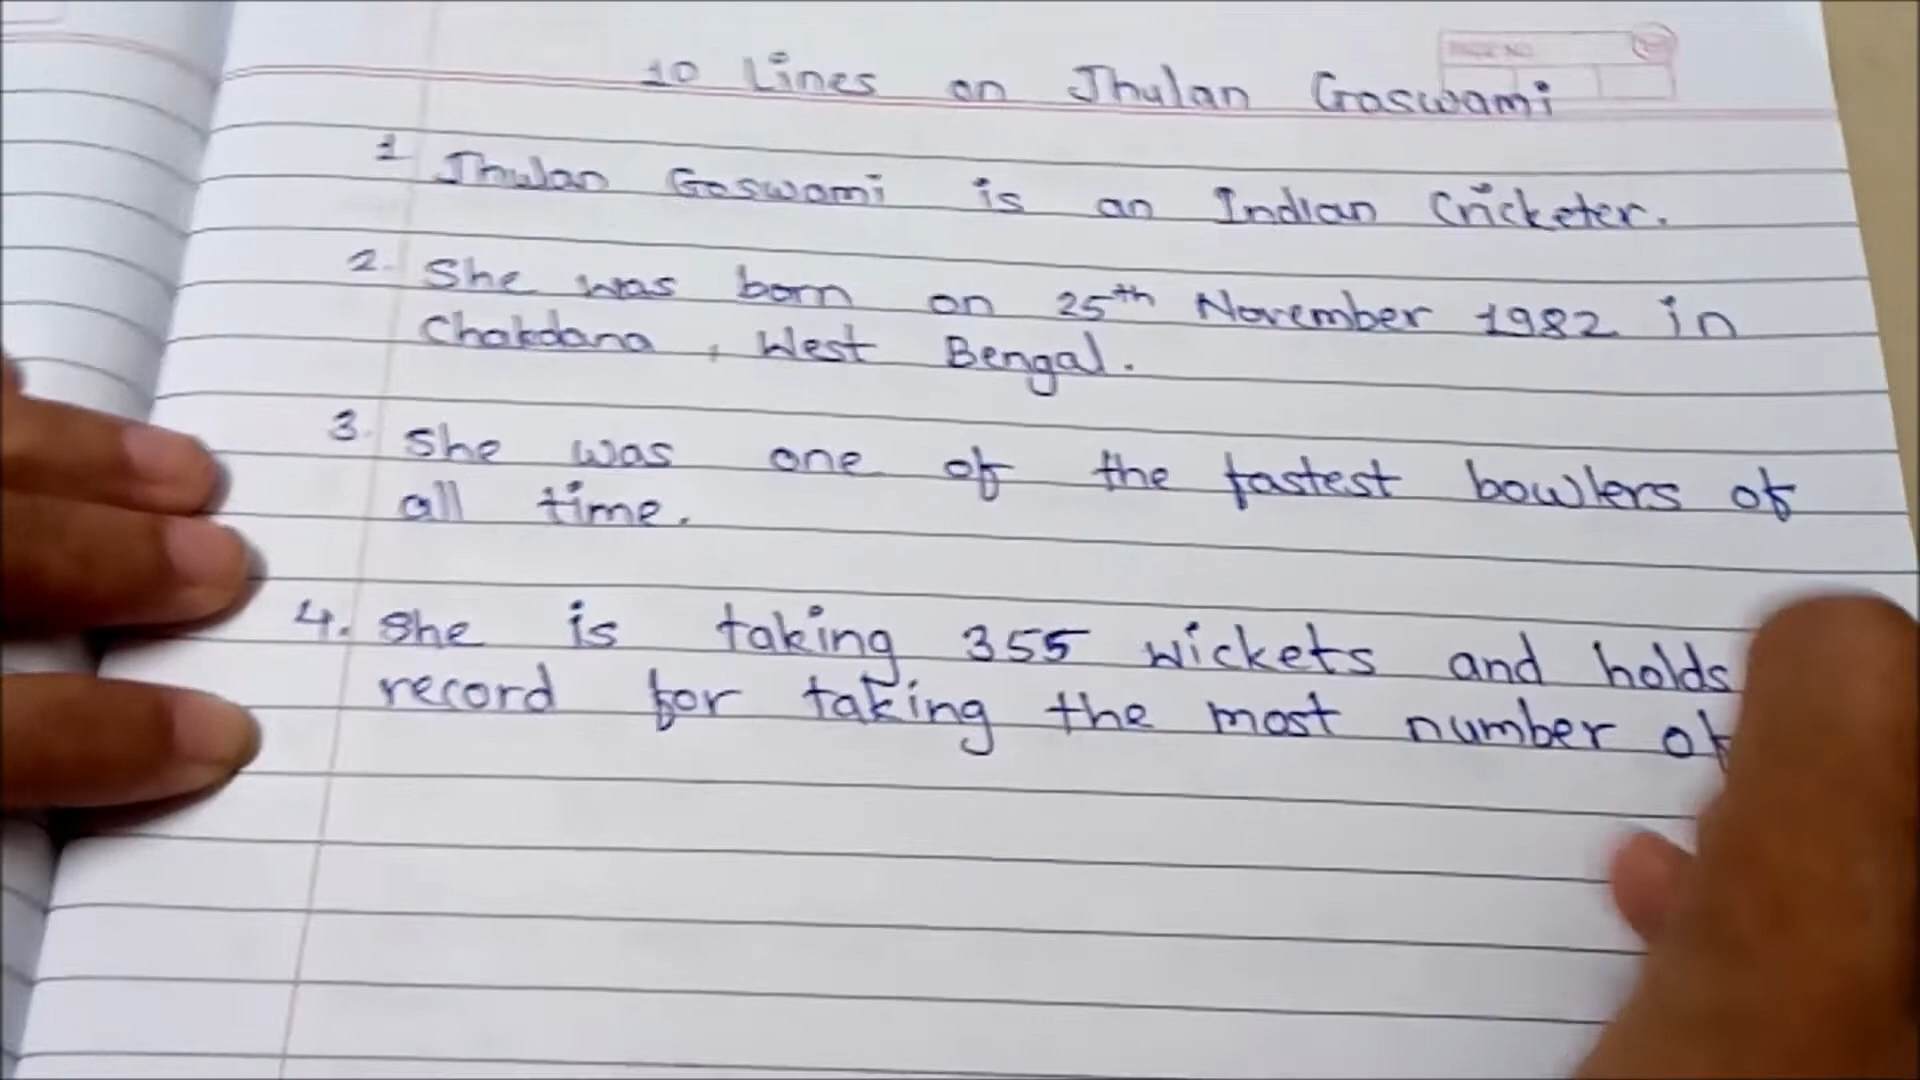 10 Lines on Jhulan Goswami
1 Jhulan Goswami is an Indian Cricketer.
2. She was born on 25th November 1982 in
Chakdana, West Bengal.
3. She was one of the fastest bowlers of
all time.
4. She is taking 355 wickets and holds
record for taking the most number of